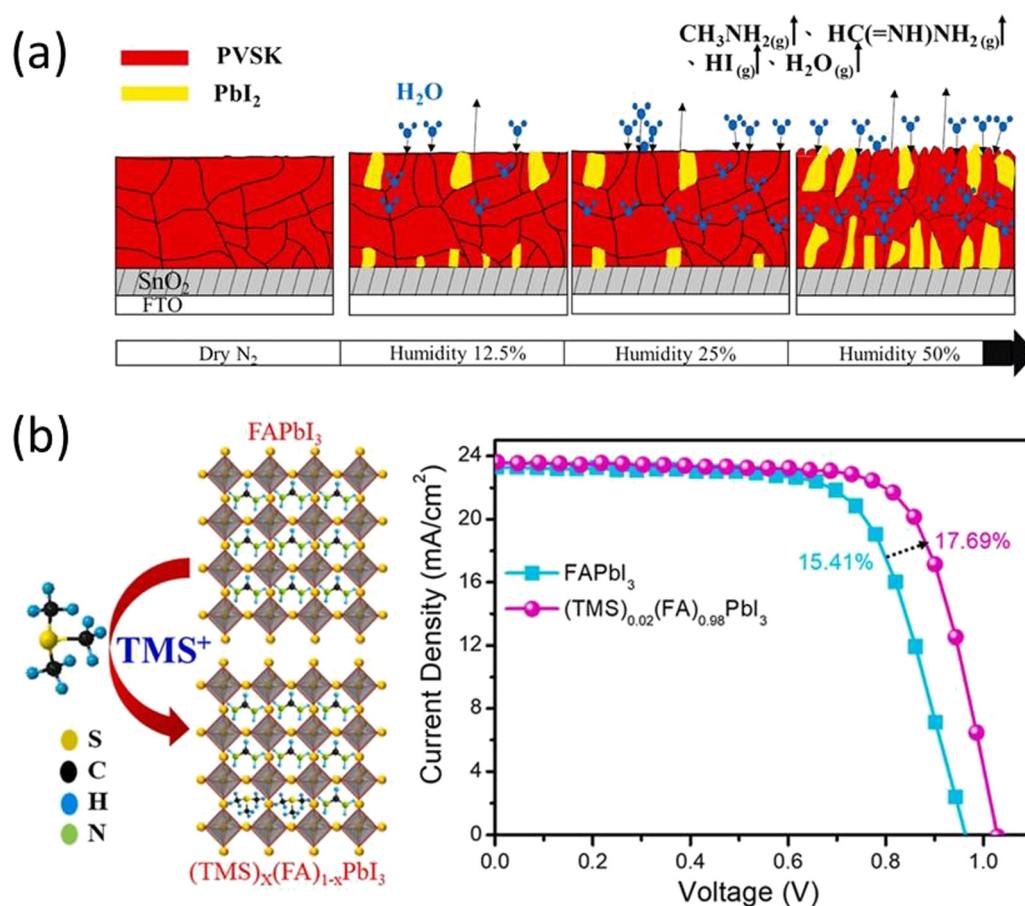 (a)
PVSK
PbI₂
CH₃NH₂₍g₎↑、 HC(=NH)NH₂₍g₎↑
、 HI₍g₎↑、 H₂O₍g₎↑
H₂O
SnO₂
FTO
Dry N₂
Humidity 12.5%
Humidity 25%
Humidity 50%
(b)
FAPbI₃
TMS⁺
S
C
H
N
(TMS)ₓ(FA)₁₋ₓPbI₃
Current Density (mA/cm²)
24
20
16
12
8
4
0
15.41%
17.69%
FAPbI₃
(TMS)₀.₀₂(FA)₀.₉₈PbI₃
0.0 0.2 0.4 0.6 0.8 1.0
Voltage (V)